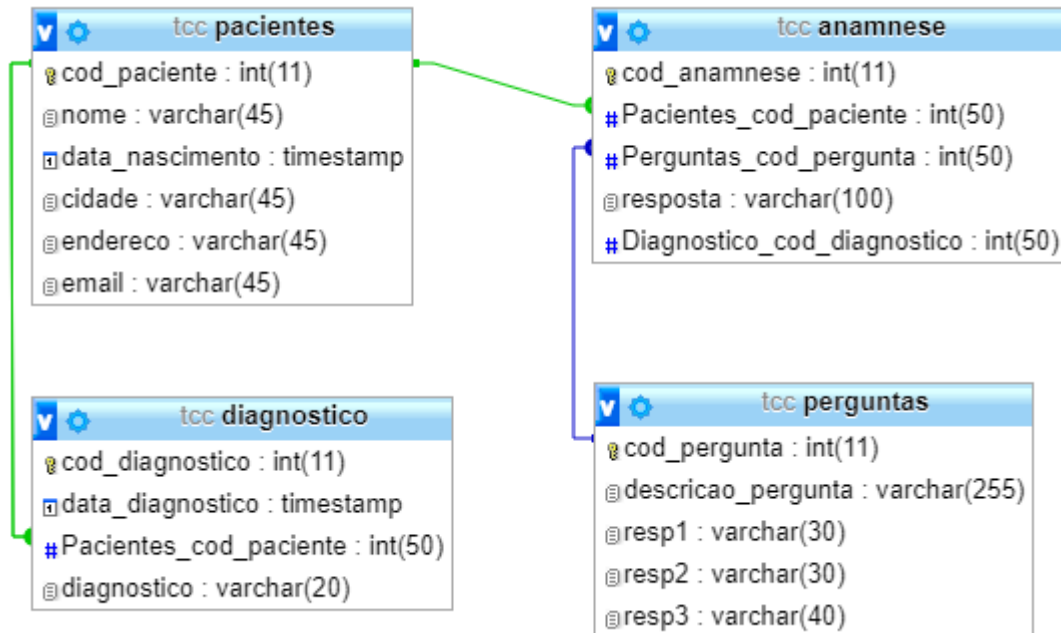 tcc pacientes
cod_paciente : int(11)
nome : varchar(45)
data_nascimento : timestamp
cidade : varchar(45)
endereco : varchar(45)
email : varchar(45)
tcc anamnese
cod_anamnese : int(11)
#Pacientes_cod_paciente : int(50)
#Perguntas_cod_pergunta : int(50)
resposta : varchar(100)
#Diagnostico_cod_diagnostico : int(50)
tcc diagnostico
cod_diagnostico : int(11)
data_diagnostico : timestamp
#Pacientes_cod_paciente : int(50)
diagnostico : varchar(20)
tcc perguntas
cod_pergunta : int(11)
descricao_pergunta : varchar(255)
resp1 : varchar(30)
resp2 : varchar(30)
resp3 : varchar(40)